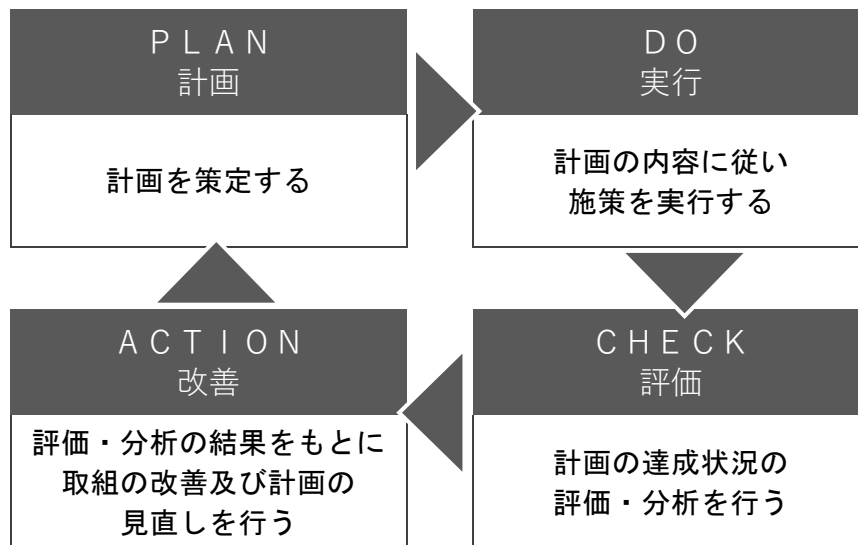 ＰＬＡＮ
計画
計画を策定する
ＤＯ
実行
計画の内容に従い
施策を実行する
ＣＨＥＣＫ
評価
計画の達成状況の
評価・分析を行う
ＡＣＴＩＯＮ
改善
評価・分析の結果をもとに
取組の改善及び計画の
見直しを行う